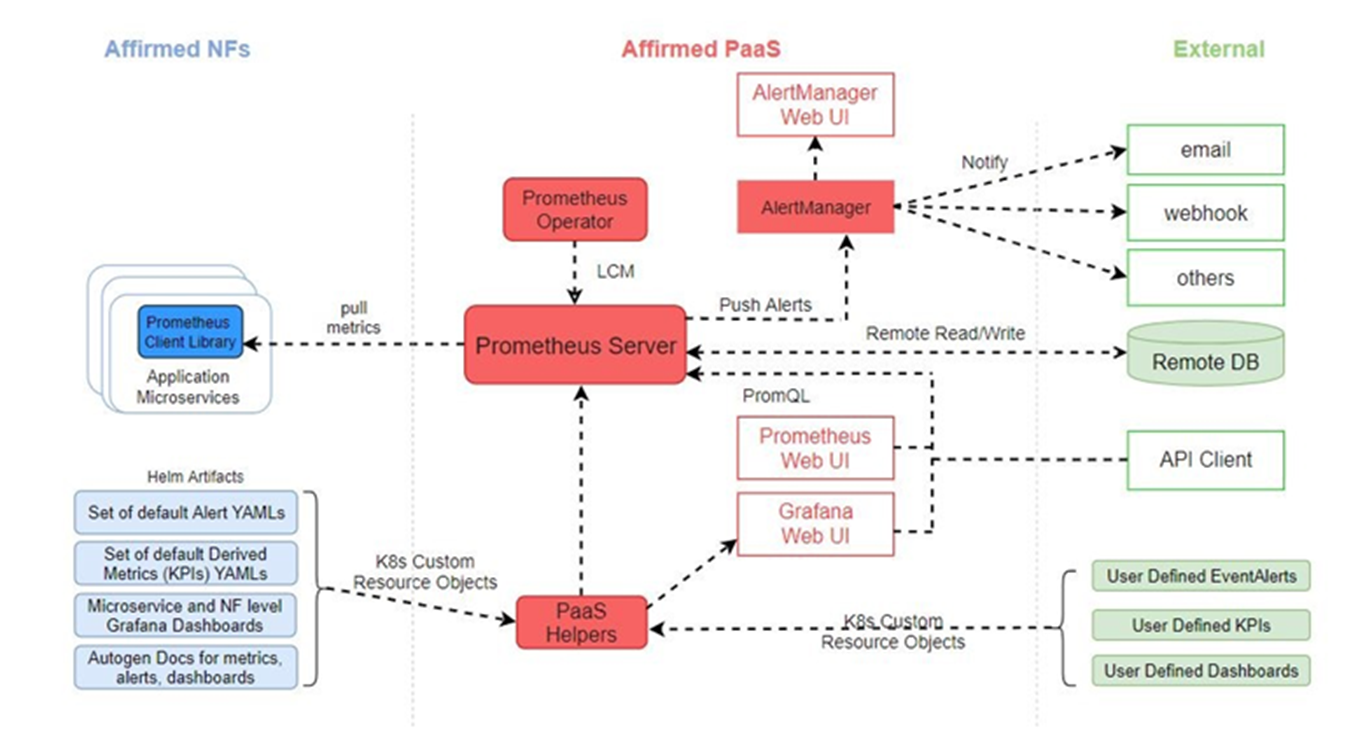 Affirmed NFs
Affirmed PaaS
External
AlertManager
Web UI
AlertManager
Notify
email
webhook
others
Prometheus
Operator
LCM
Push Alerts
Prometheus Server
pull
metrics
Prometheus
Client Library
Application
Microservices
Remote Read/Write
Remote DB
PromQL
Prometheus
Web UI
Grafana
Web UI
API Client
Helm Artifacts
Set of default Alert YAMLs
Set of default Derived
Metrics (KPIs) YAMLs
Microservice and NF level
Grafana Dashboards
Autogen Docs for metrics,
alerts, dashboards
K8s Custom
Resource Objects
PaaS
Helpers
K8s Custom
Resource Objects
User Defined EventAlerts
User Defined KPIs
User Defined Dashboards